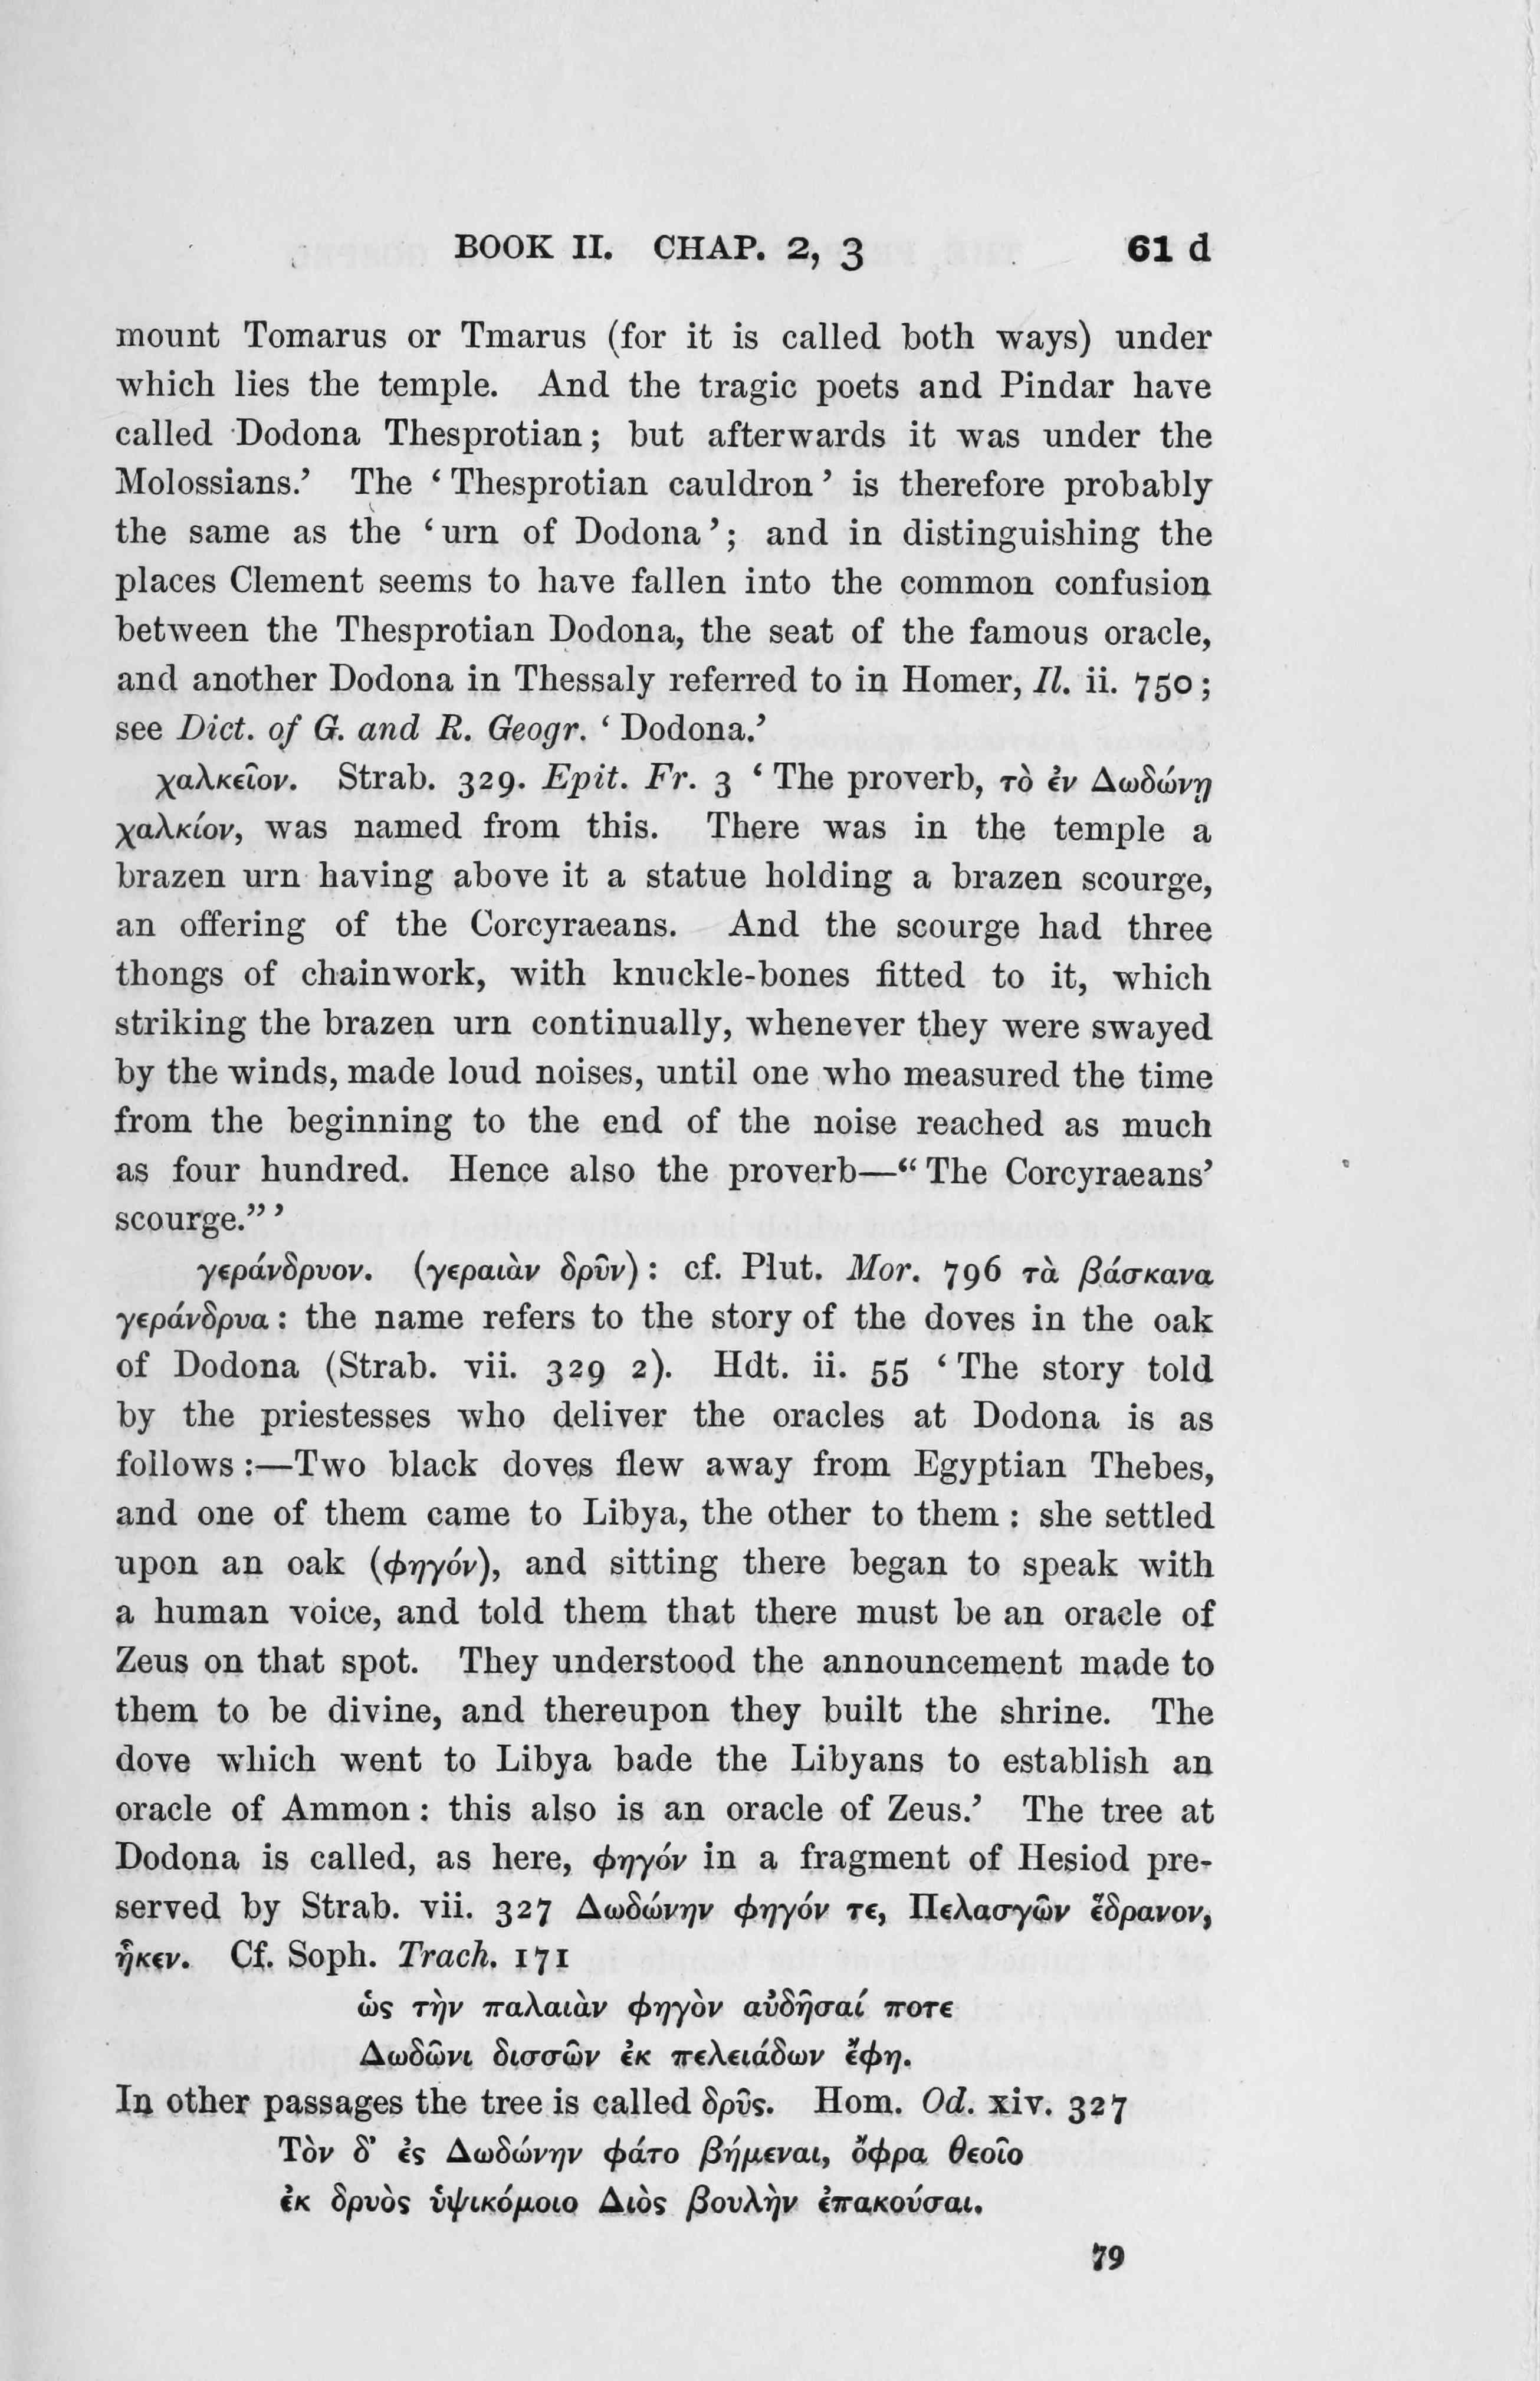 BOOK II. CHAP. 2, 3 61 d
mount Tomarus or Tmarus (for it is called both ways) under
which lies the temple. And the tragic poets and Pindar have
called Dodona Thesprotian; but afterwards it was under the
Molossians.’ The ‘Thesprotian cauldron’ is therefore probably
the same as the ‘urn of Dodona’; and in distinguishing the
places Clement seems to have fallen into the common confusion
between the Thesprotian Dodona, the seat of the famous oracle,
and another Dodona in Thessaly referred to in Homer, Il. ii. 750;
see Dict. of G. and R. Geogr. ‘Dodona.’
χαλκεῖον. Strab. 329. Epit. Fr. 3 ‘The proverb, τὸ ἐν Δωδώνῃ
χαλκίον, was named from this. There was in the temple a
brazen urn having above it a statue holding a brazen scourge,
an offering of the Corcyraeans. And the scourge had three
thongs of chainwork, with knuckle-bones fitted to it, which
striking the brazen urn continually, whenever they were swayed
by the winds, made loud noises, until one who measured the time
from the beginning to the end of the noise reached as much
as four hundred. Hence also the proverb—“The Corcyraeans’
scourge.”’
γεράνδρυον. (γεραιὰν δρῦν): cf. Plut. Mor. 796 τὰ βάσκανα
γεράνδρυα: the name refers to the story of the doves in the oak
of Dodona (Strab. vii. 329 2). Hdt. ii. 55 ‘The story told
by the priestesses who deliver the oracles at Dodona is as
follows:—Two black doves flew away from Egyptian Thebes,
and one of them came to Libya, the other to them: she settled
upon an oak (φηγόν), and sitting there began to speak with
a human voice, and told them that there must be an oracle of
Zeus on that spot. They understood the announcement made to
them to be divine, and thereupon they built the shrine. The
dove which went to Libya bade the Libyans to establish an
oracle of Ammon: this also is an oracle of Zeus.’ The tree at
Dodona is called, as here, φηγόν in a fragment of Hesiod pre-
served by Strab. vii. 327 Δωδώνην φηγόν τε, Πελασγῶν ἕδρανον,
ἧκεν. Cf. Soph. Trach. 171
ὡς τὴν παλαιὰν φηγὸν αὐδῆσαί ποτε
Δωδῶνι δισσῶν ἐκ πελειάδων ἔφη.
In other passages the tree is called δρῦς. Hom. Od. xiv. 327
Τὸν δ’ ἐς Δωδώνην φάτο βήμεναι, ὄφρα θεοῖο
ἐκ δρυὸς ὑψικόμοιο Διὸς βουλὴν ἐπακούσαι.
79